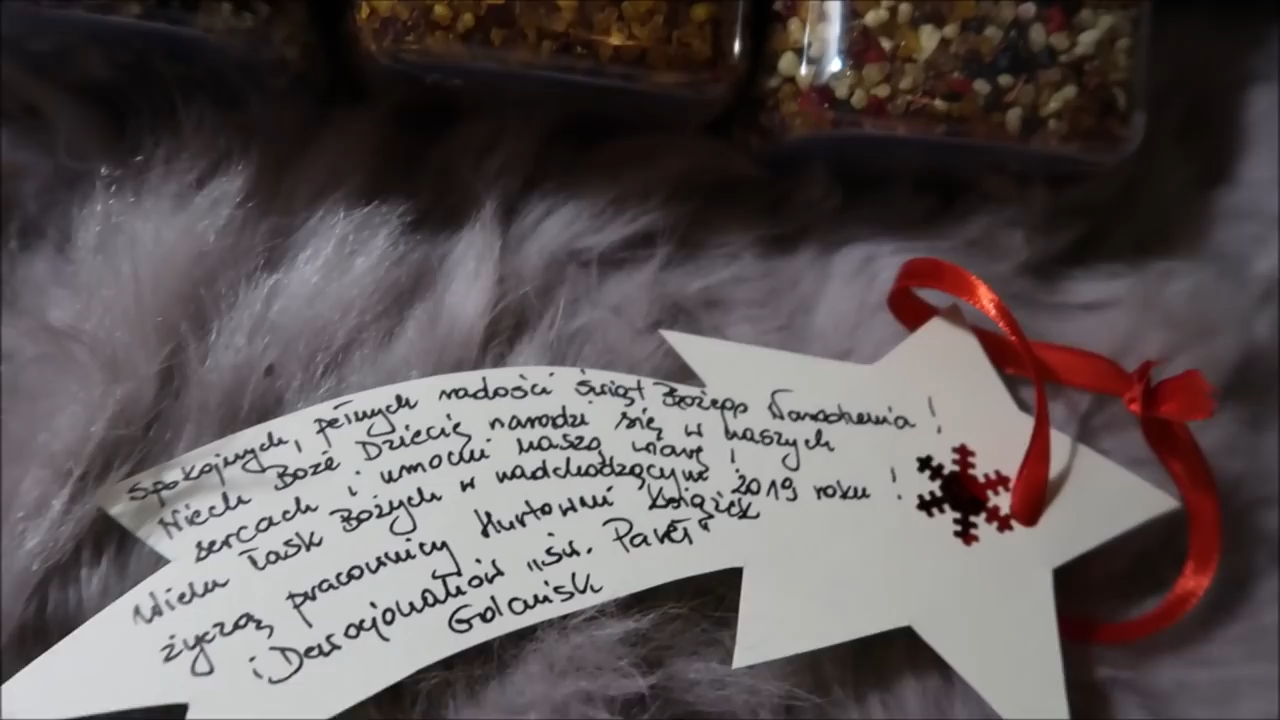 Spokojnych, pełnych radości świąt Bożego Narodzenia!
Niech Boże Dziecię narodzi się w naszych
sercach i umocni naszą wiarę!
Wielu łask Bożych w nadchodzącym 2019 roku!
życzą pracownicy Hurtowni Książek
i Dewocjonaliów „św. Paweł"
Gdańsk